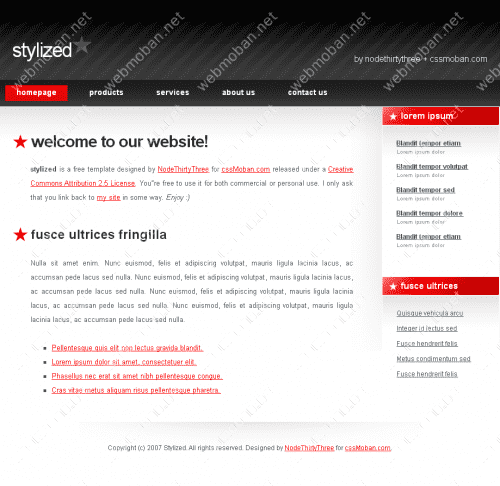 stylized
by nodethirtythree + cssmoban.com
homepage products services about us contact us
welcome to our website!
stylized is a free template designed by NodeThirtyThree for cssMoban.com released under a Creative
Commons Attribution 2.5 License. You"re free to use it for both commercial or personal use. I only ask
that you link back to my site in some way. Enjoy :)
fusce ultrices fringilla
Nulla sit amet enim. Nunc euismod, felis et adipiscing volutpat, mauris ligula lacinia lacus, ac
accumsan pede lacus sed nulla. Nunc euismod, felis et adipiscing volutpat, mauris ligula lacinia lacus,
ac accumsan pede lacus sed nulla. Nunc euismod, felis et adipiscing volutpat, mauris ligula lacinia
lacus, ac accumsan pede lacus sed nulla. Nunc euismod, felis et adipiscing volutpat, mauris ligula
lacinia lacus, ac accumsan pede lacus sed nulla.
Pellentesque quis elit non lectus gravida blandit.
Lorem ipsum dolor sit amet, consectetuer elit.
Phasellus nec erat sit amet nibh pellentesque congue.
Cras vitae metus aliquam risus pellentesque pharetra.
lorem ipsum
Blandit tempor etiam
Lorem ipsum dolor
Blandit tempor volutpat
Lorem ipsum dolor
Blandit tempor sed
Lorem ipsum dolor
Blandit tempor dolore
Lorem ipsum dolor
Blandit tempor etiam
Lorem ipsum dolor
fusce ultrices
Quisque vehicula arcu
Integer id lectus sed
Fusce hendrerit felis
Metus condimentum sed
Fusce hendrerit felis
Copyright (c) 2007 Stylized. All rights reserved. Designed by NodeThirtyThree for cssMoban.com.
webmoban.net
webmoban.net
webmoban.net